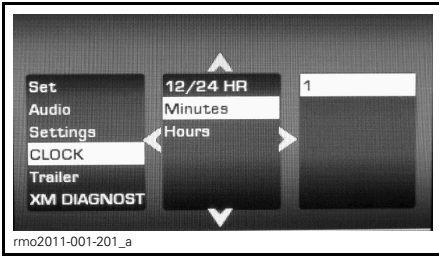 Set
Audio
Settings
CLOCK
Trailer
XM DIAGNOST
12/24 HR
Minutes
Hours
1
rmo2011-001-201_a